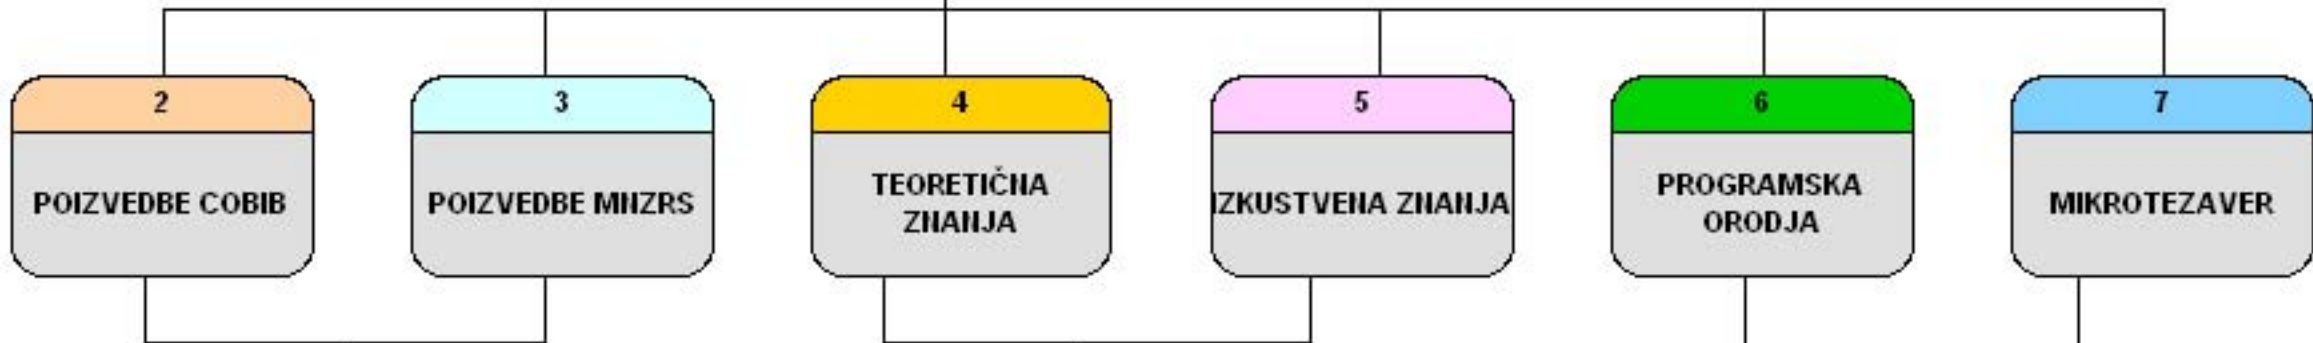 2
POIZVEDBE COBIB
3
POIZVEDBE MNZRS
4
TEORETIČNA
ZNANJA
5
IZKUSTVENA ZNANJA
6
PROGRAMSKA
ORODJA
7
MIKROTEZAVER